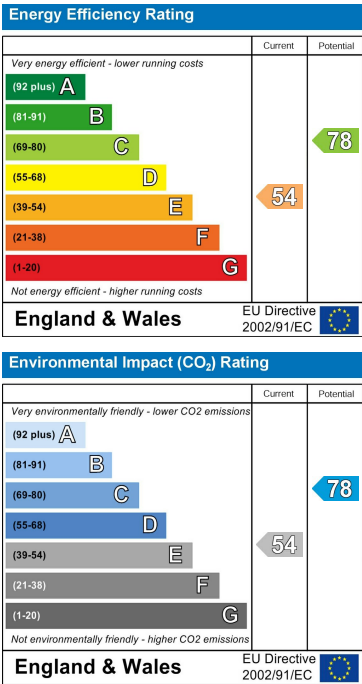 Energy Efficiency Rating
Current Potential
Very energy efficient - lower running costs
(92 plus) A
(81-91) B
(69-80) C
(55-68) D
(39-54) E
(21-38) F
(1-20) G
78
54
Not energy efficient - higher running costs
England & Wales
EU Directive
2002/91/EC
Environmental Impact (CO₂) Rating
Current Potential
Very environmentally friendly - lower CO2 emissions
(92 plus) A
(81-91) B
(69-80) C
(55-68) D
(39-54) E
(21-38) F
(1-20) G
78
54
Not environmentally friendly - higher CO2 emissions
England & Wales
EU Directive
2002/91/EC